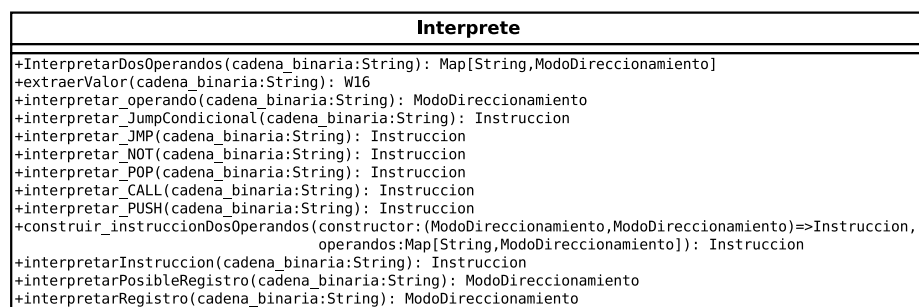 Interprete
+InterpretarDosOperandos(cadena_binaria:String): Map[String,ModoDireccionamiento]
+extraerValor(cadena_binaria:String): W16
+interpretar_operando(cadena_binaria:String): ModoDireccionamiento
+interpretar_JumpCondicional(cadena_binaria:String): Instruccion
+interpretar_JMP(cadena_binaria:String): Instruccion
+interpretar_NOT(cadena_binaria:String): Instruccion
+interpretar_POP(cadena_binaria:String): Instruccion
+interpretar_CALL(cadena_binaria:String): Instruccion
+interpretar_PUSH(cadena_binaria:String): Instruccion
+construir_instruccionDosOperandos(constructor:(ModoDireccionamiento,ModoDireccionamiento)=>Instruccion,
operandos:Map[String,ModoDireccionamiento]): Instruccion
+interpretarInstruccion(cadena_binaria:String): Instruccion
+interpretarPosibleRegistro(cadena_binaria:String): ModoDireccionamiento
+interpretarRegistro(cadena_binaria:String): ModoDireccionamiento